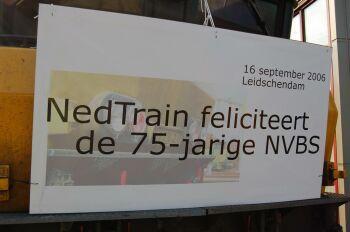 16 september 2006
Leidschendam
NedTrain feliciteert
de 75-jarige NVBS